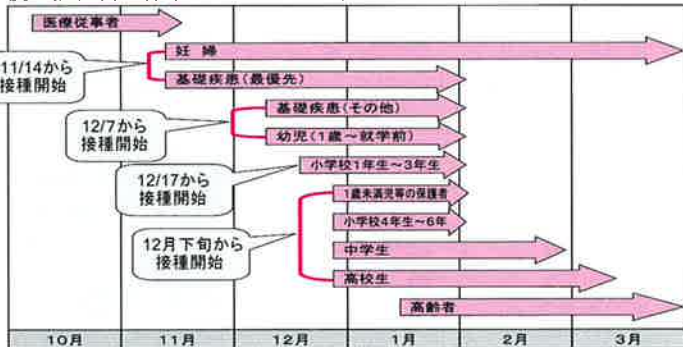 医療従事者
妊 婦
11/14から
接種開始
基礎疾患（最優先）
基礎疾患（その他）
12/7から
接種開始
幼児（1歳～就学前）
小学校1年生～3年生
12/17から
接種開始
1歳未満児等の保護者
小学校4年生～6年
12月下旬から
接種開始
中学生
高校生
高齢者
10月 11月 12月 1月 2月 3月